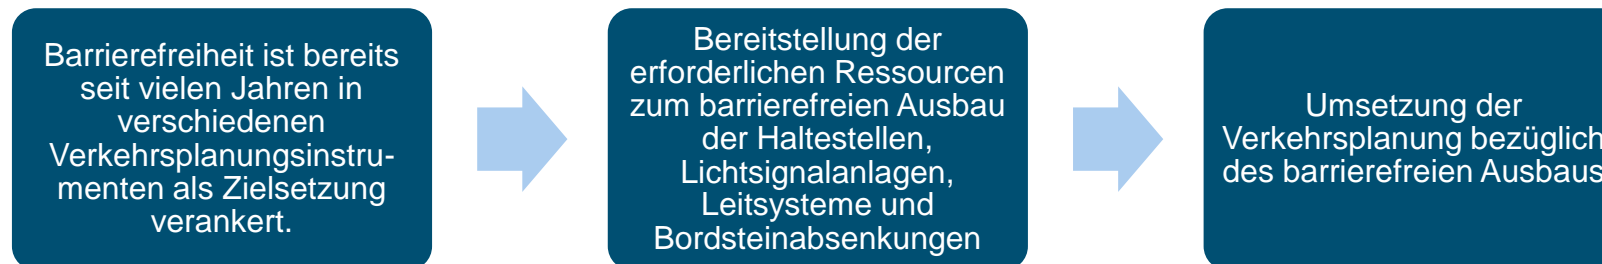 Barrierefreiheit ist bereits
seit vielen Jahren in
verschiedenen
Verkehrsplanungsinstru-
menten als Zielsetzung
verankert.
Bereitstellung der
erforderlichen Ressourcen
zum barrierefreien Ausbau
der Haltestellen,
Lichtsignalanlagen,
Leitsysteme und
Bordsteinabsenkungen
Umsetzung der
Verkehrsplanung bezüglich
des barrierefreien Ausbaus